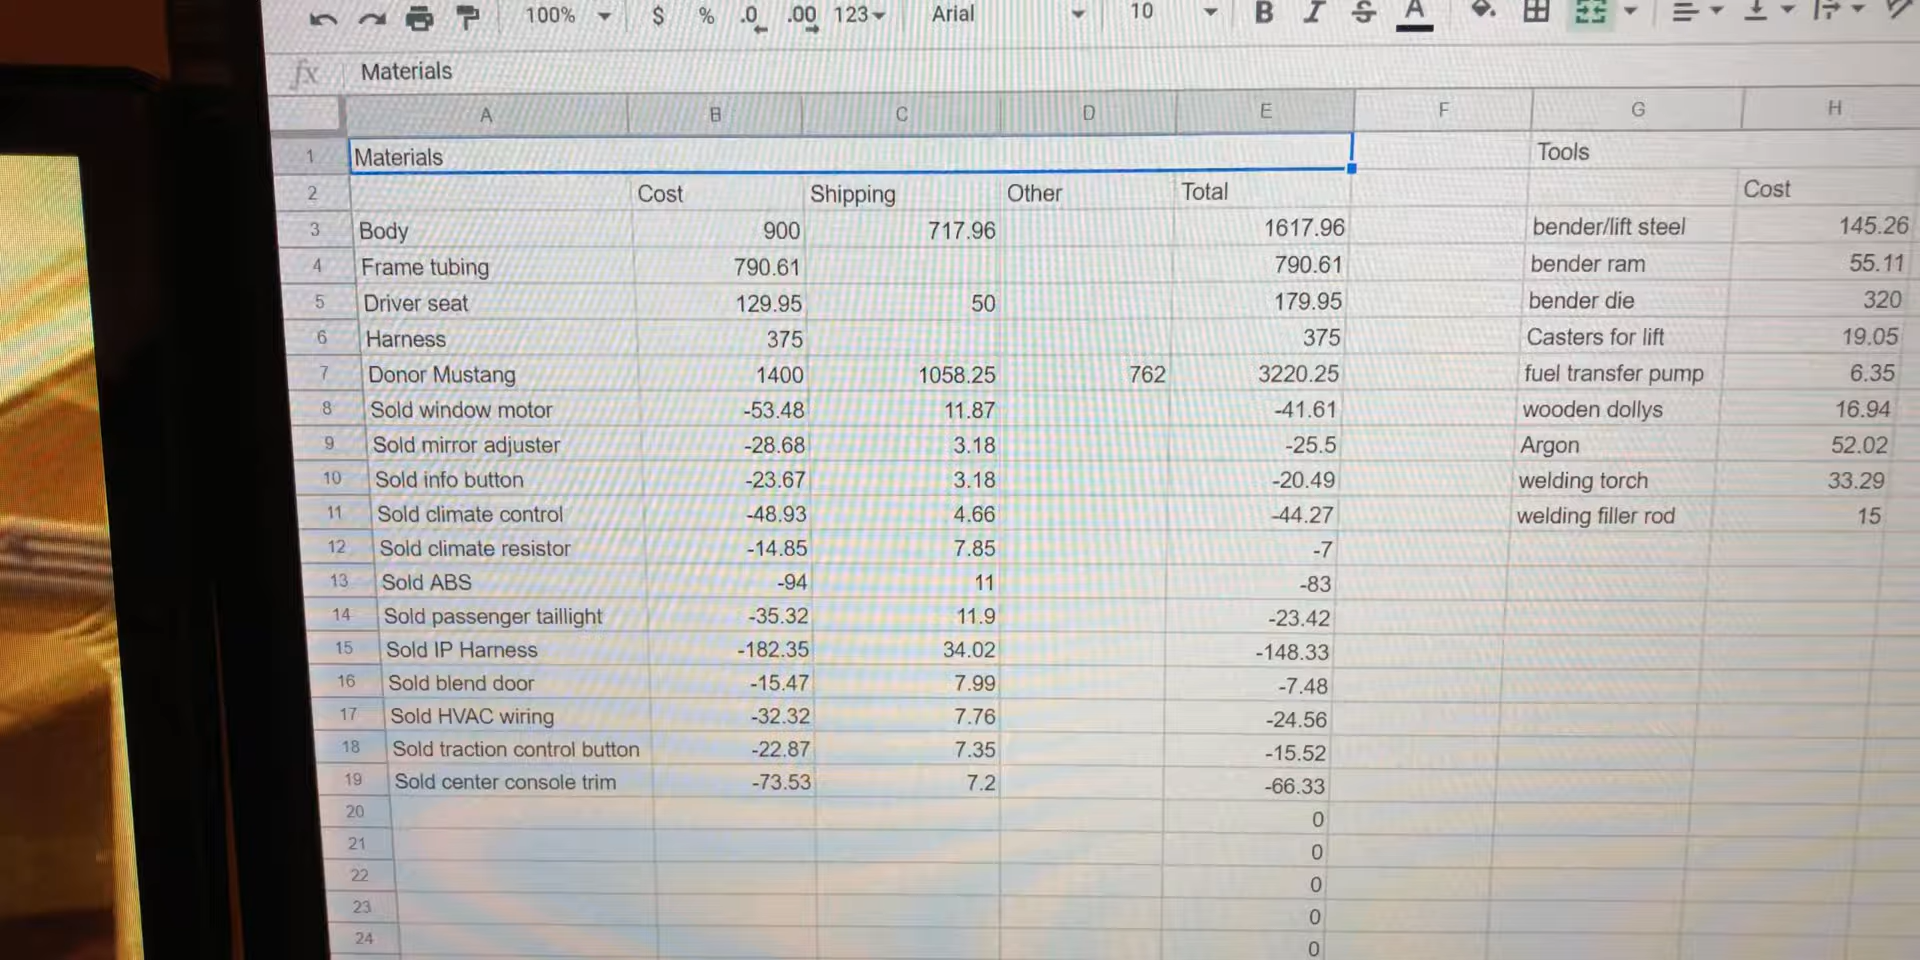 100% $ % .0 .00 123 Arial 10 B I S A
fx Materials
A B C D E F G H
1 Materials Tools
2 Cost Shipping Other Total Cost
3 Body 900 717.96 1617.96 bender/lift steel 145.26
4 Frame tubing 790.61 790.61 bender ram 55.11
5 Driver seat 129.95 50 179.95 bender die 320
6 Harness 375 375 Casters for lift 19.05
7 Donor Mustang 1400 1058.25 762 3220.25 fuel transfer pump 6.35
8 Sold window motor -53.48 11.87 -41.61 wooden dollys 16.94
9 Sold mirror adjuster -28.68 3.18 -25.5 Argon 52.02
10 Sold info button -23.67 3.18 -20.49 welding torch 33.29
11 Sold climate control -48.93 4.66 -44.27 welding filler rod 15
12 Sold climate resistor -14.85 7.85 -7
13 Sold ABS -94 11 -83
14 Sold passenger taillight -35.32 11.9 -23.42
15 Sold IP Harness -182.35 34.02 -148.33
16 Sold blend door -15.47 7.99 -7.48
17 Sold HVAC wiring -32.32 7.76 -24.56
18 Sold traction control button -22.87 7.35 -15.52
19 Sold center console trim -73.53 7.2 -66.33
20 0
21 0
22 0
23 0
24 0